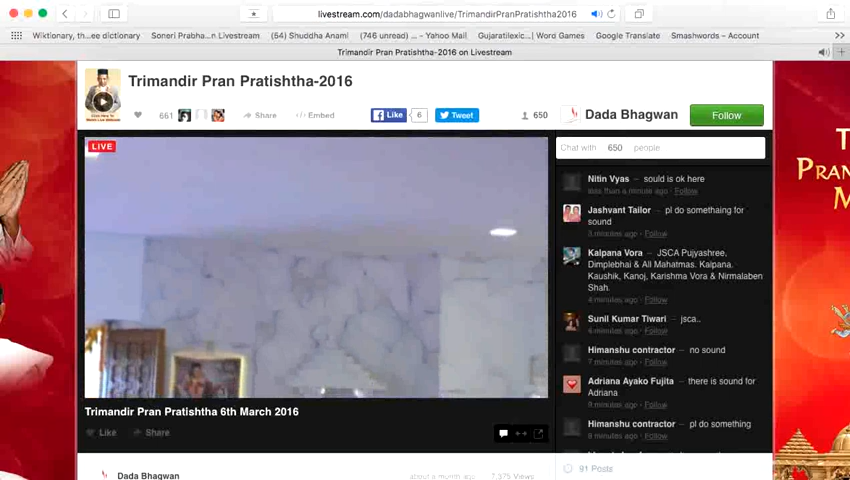 livestream.com/dadabhagwanlive/TrimandirPranPratishtha2016
Wiktionary, th...ee dictionary
Soneri Prabha...n Livestream
(54) Shuddha Anami
(746 unread) ... - Yahoo Mail
Gujaratilexic...| Word Games
Google Translate
Smashwords – Account
Trimandir Pran Pratishtha-2016 on Livestream
Trimandir Pran Pratishtha-2016
661
Share
Embed
Like
6
Tweet
650
Dada Bhagwan
Follow
LIVE
Chat with 650 people
Nitin Vyas – sould is ok here
less than a minute ago · Follow
Jashvant Tailor – pl do somethaing for
sound
3 minutes ago · Follow
Kalpana Vora – JSCA Pujyashree,
Dimplebhai & All Mahatmas. Kalpana.
Kaushik, Kanoj, Karishma Vora & Nirmalaben
Shah.
4 minutes ago · Follow
Sunil Kumar Tiwari – jsca..
4 minutes ago · Follow
Himanshu contractor – no sound
7 minutes ago · Follow
Adriana Ayako Fujita – there is sound for
Adriana
9 minutes ago · Follow
Himanshu contractor – pl do something
9 minutes ago · Follow
Trimandir Pran Pratishtha 6th March 2016
Like
Share
91 Posts
Dada Bhagwan
about a month ago
7,375 Views
T
PRAN
M